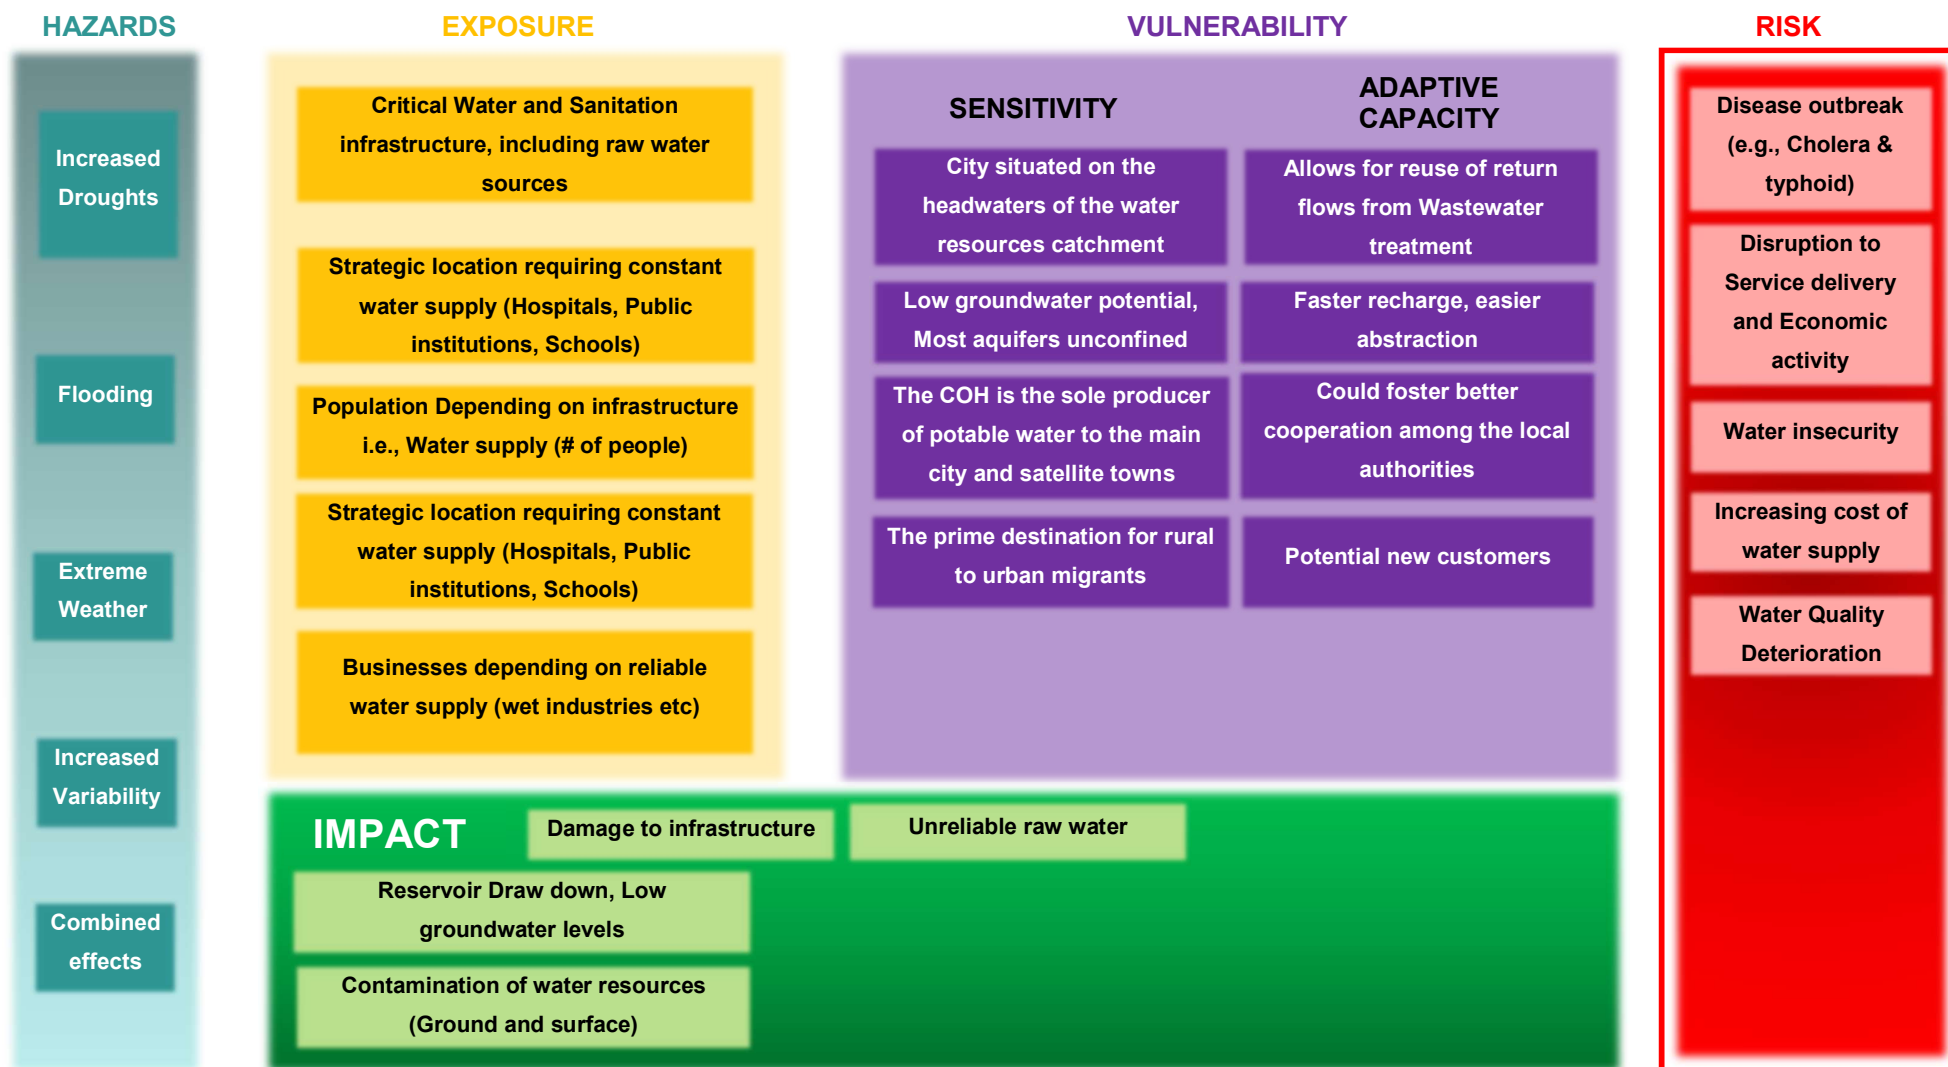 HAZARDS
Increased
Droughts
Flooding
Extreme
Weather
Increased
Variability
Combined
effects
EXPOSURE
Critical Water and Sanitation
infrastructure, including raw water
sources
Strategic location requiring constant
water supply (Hospitals, Public
institutions, Schools)
Population Depending on infrastructure
i.e., Water supply (# of people)
Strategic location requiring constant
water supply (Hospitals, Public
institutions, Schools)
Businesses depending on reliable
water supply (wet industries etc)
VULNERABILITY
SENSITIVITY
City situated on the
headwaters of the water
resources catchment
Low groundwater potential,
Most aquifers unconfined
The COH is the sole producer
of potable water to the main
city and satellite towns
The prime destination for rural
to urban migrants
ADAPTIVE
CAPACITY
Allows for reuse of return
flows from Wastewater
treatment
Faster recharge, easier
abstraction
Could foster better
cooperation among the local
authorities
Potential new customers
IMPACT
Damage to infrastructure
Unreliable raw water
Reservoir Draw down, Low
groundwater levels
Contamination of water resources
(Ground and surface)
RISK
Disease outbreak
(e.g., Cholera &
typhoid)
Disruption to
Service delivery
and Economic
activity
Water insecurity
Increasing cost of
water supply
Water Quality
Deterioration